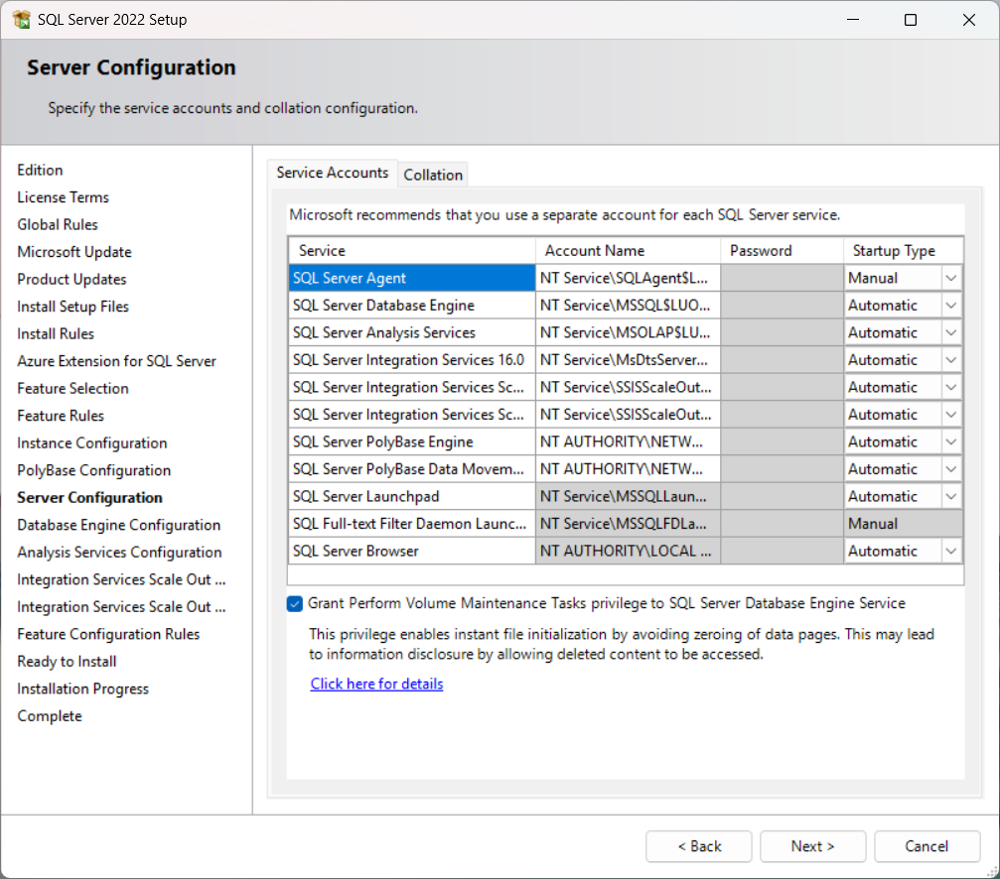 SQL Server 2022 Setup
Server Configuration
Specify the service accounts and collation configuration.
Edition
License Terms
Global Rules
Microsoft Update
Product Updates
Install Setup Files
Install Rules
Azure Extension for SQL Server
Feature Selection
Feature Rules
Instance Configuration
PolyBase Configuration
Server Configuration
Database Engine Configuration
Analysis Services Configuration
Integration Services Scale Out ...
Integration Services Scale Out ...
Feature Configuration Rules
Ready to Install
Installation Progress
Complete
Service Accounts Collation
Microsoft recommends that you use a separate account for each SQL Server service.
Service Account Name Password Startup Type
SQL Server Agent NT Service\SQLAgent$L... Manual
SQL Server Database Engine NT Service\MSSQL$LUO... Automatic
SQL Server Analysis Services NT Service\MSOLAP$LU... Automatic
SQL Server Integration Services 16.0 NT Service\MsDtsServer... Automatic
SQL Server Integration Services Sc... NT Service\SSISScaleOut... Automatic
SQL Server Integration Services Sc... NT Service\SSISScaleOut... Automatic
SQL Server PolyBase Engine NT AUTHORITY\NETW... Automatic
SQL Server PolyBase Data Movem... NT AUTHORITY\NETW... Automatic
SQL Server Launchpad NT Service\MSSQLLaun... Automatic
SQL Full-text Filter Daemon Launc... NT Service\MSSQLFDLa... Manual
SQL Server Browser NT AUTHORITY\LOCAL ... Automatic
Grant Perform Volume Maintenance Tasks privilege to SQL Server Database Engine Service
This privilege enables instant file initialization by avoiding zeroing of data pages. This may lead
to information disclosure by allowing deleted content to be accessed.
Click here for details
< Back Next > Cancel